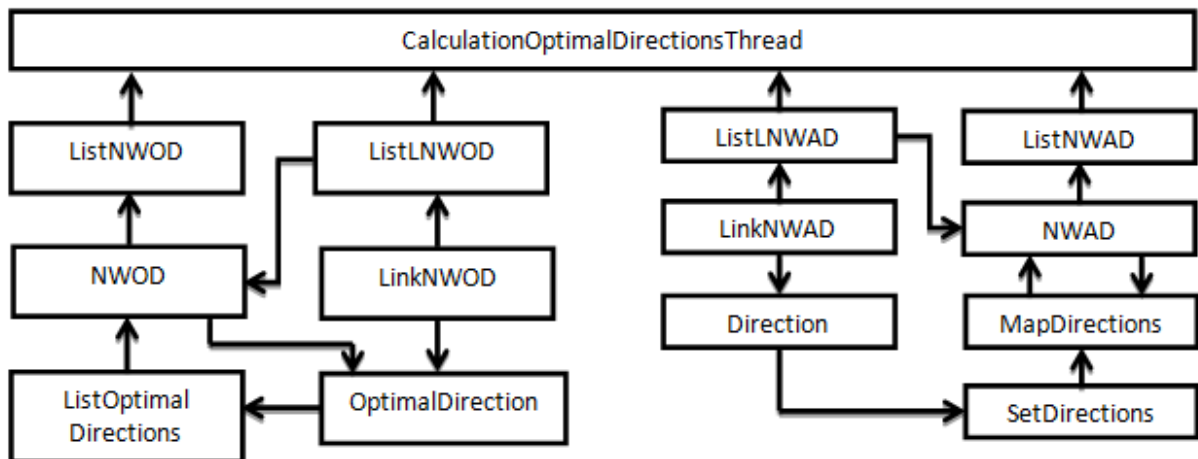 CalculationOptimalDirectionsThread
ListNWOD
ListLNWOD
ListLNWAD
ListNWAD
NWOD
LinkNWOD
LinkNWAD
NWAD
Direction
MapDirections
ListOptimal
Directions
OptimalDirection
SetDirections